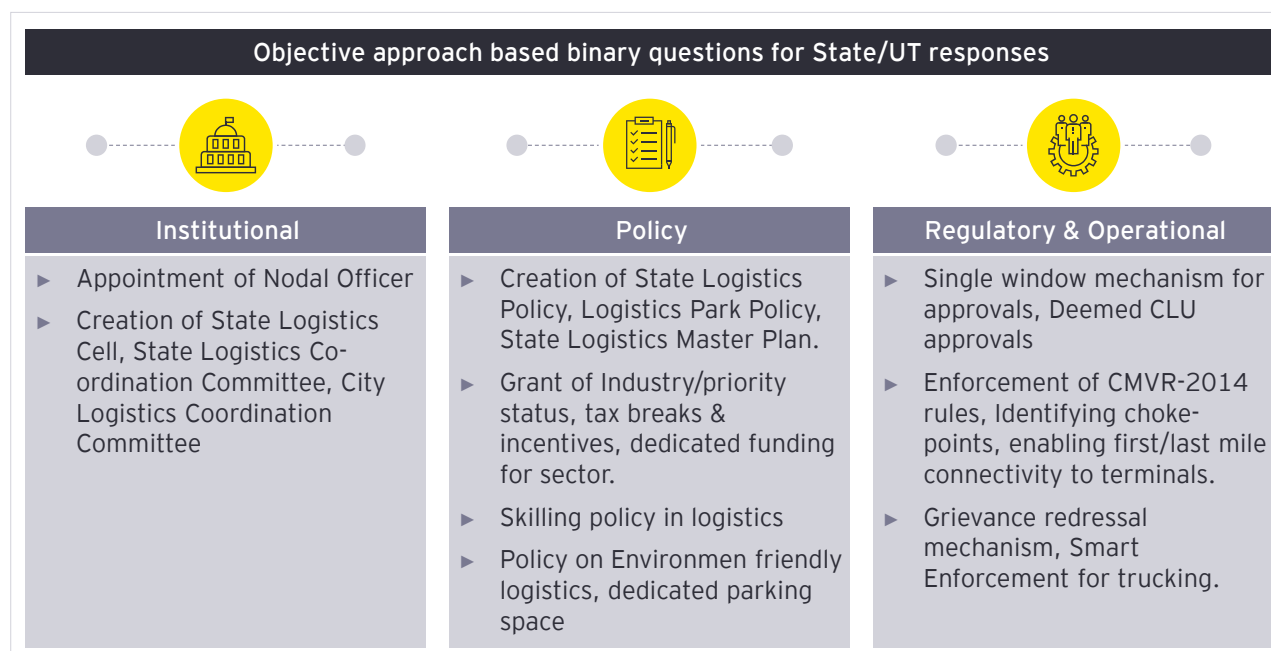 Objective approach based binary questions for State/UT responses
Institutional
► Appointment of Nodal Officer
► Creation of State Logistics
Cell, State Logistics Co-
ordination Committee, City
Logistics Coordination
Committee
Policy
► Creation of State Logistics
Policy, Logistics Park Policy,
State Logistics Master Plan.
► Grant of Industry/priority
status, tax breaks &
incentives, dedicated funding
for sector.
► Skilling policy in logistics
► Policy on Environmen friendly
logistics, dedicated parking
space
Regulatory & Operational
► Single window mechanism for
approvals, Deemed CLU
approvals
► Enforcement of CMVR-2014
rules, Identifying choke-
points, enabling first/last mile
connectivity to terminals.
► Grievance redressal
mechanism, Smart
Enforcement for trucking.